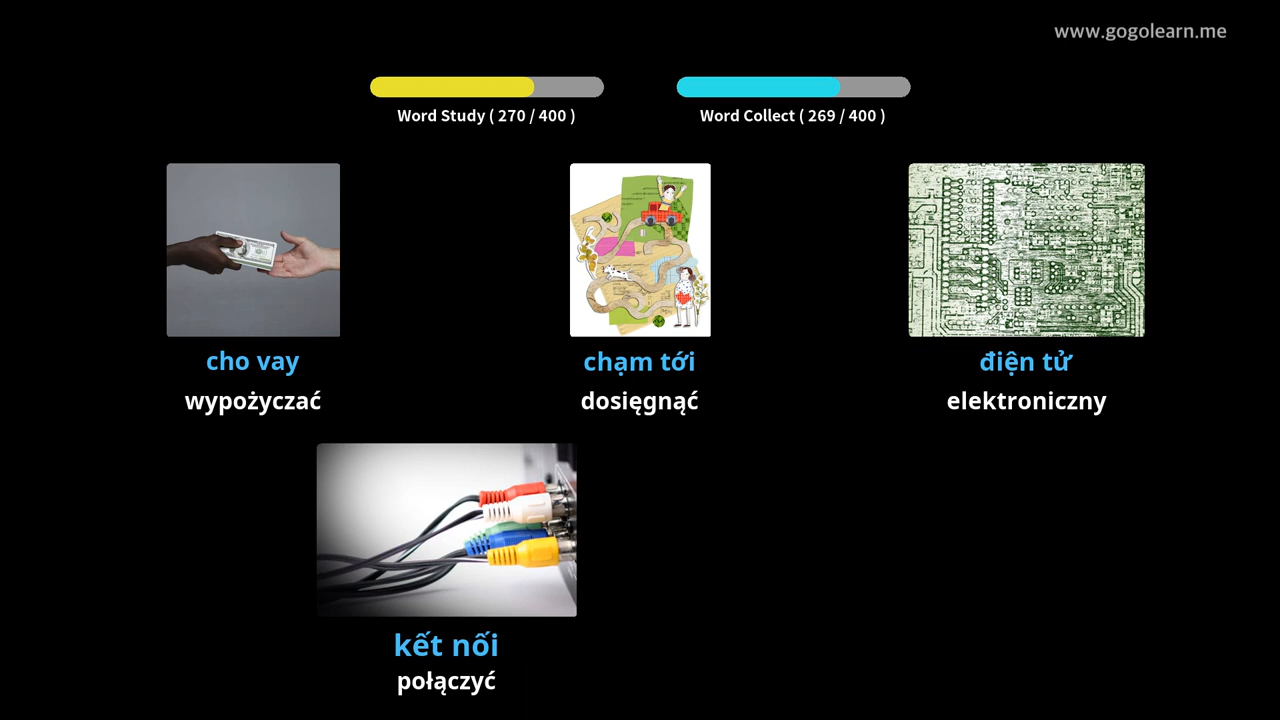 www.gogolearn.me
Word Study ( 270 / 400 )
Word Collect ( 269 / 400 )
cho vay
wypożyczać
chạm tới
dosięgnąć
điện tử
elektroniczny
kết nối
połączyć